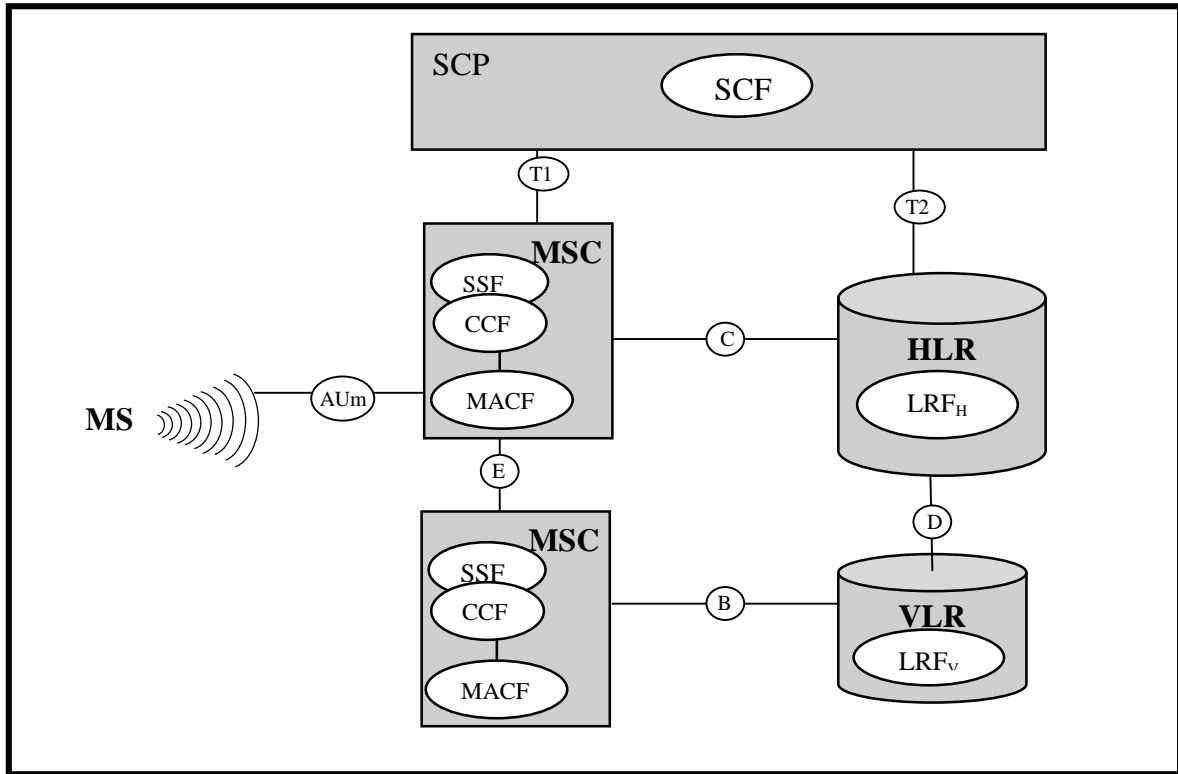 SCP
SCF
T1
T2
MSC
SSF
CCF
MACF
C
HLR
LRFH
MS
AUm
E
D
MSC
SSF
CCF
MACF
B
VLR
LRFV